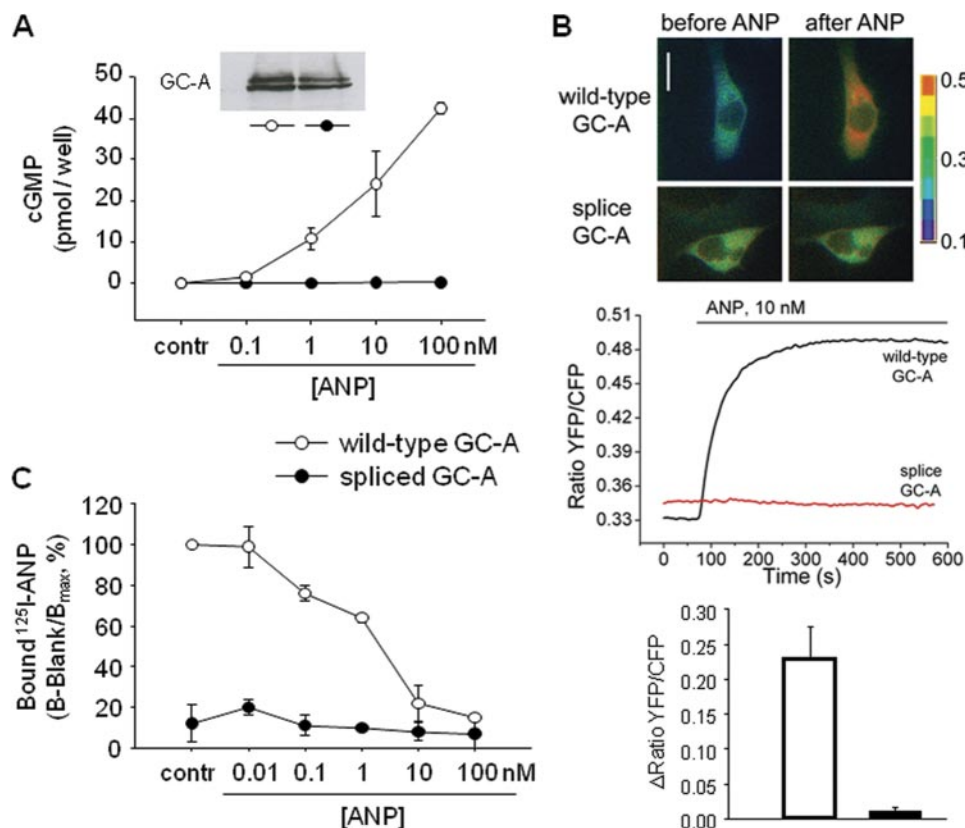 A
GC-A
50
40
30
20
10
0
cGMP
(pmol / well)
contr 0.1 1 10 100 nM
[ANP]
wild-type GC-A
spliced GC-A
B
before ANP after ANP
wild-type
GC-A
splice
GC-A
0.5
0.3
0.1
ANP, 10 nM
0.51
0.48
0.45
0.42
0.39
0.36
0.33
Ratio YFP/CFP
wild-type
GC-A
splice
GC-A
0 100 200 300 400 500 600
Time (s)
0.30
0.25
0.20
0.15
0.10
0.05
0.00
ΔRatio YFP/CFP
C
120
100
80
60
40
20
0
Bound ¹²⁵I-ANP
(B-Blank/Bmax, %)
contr 0.01 0.1 1 10 100 nM
[ANP]